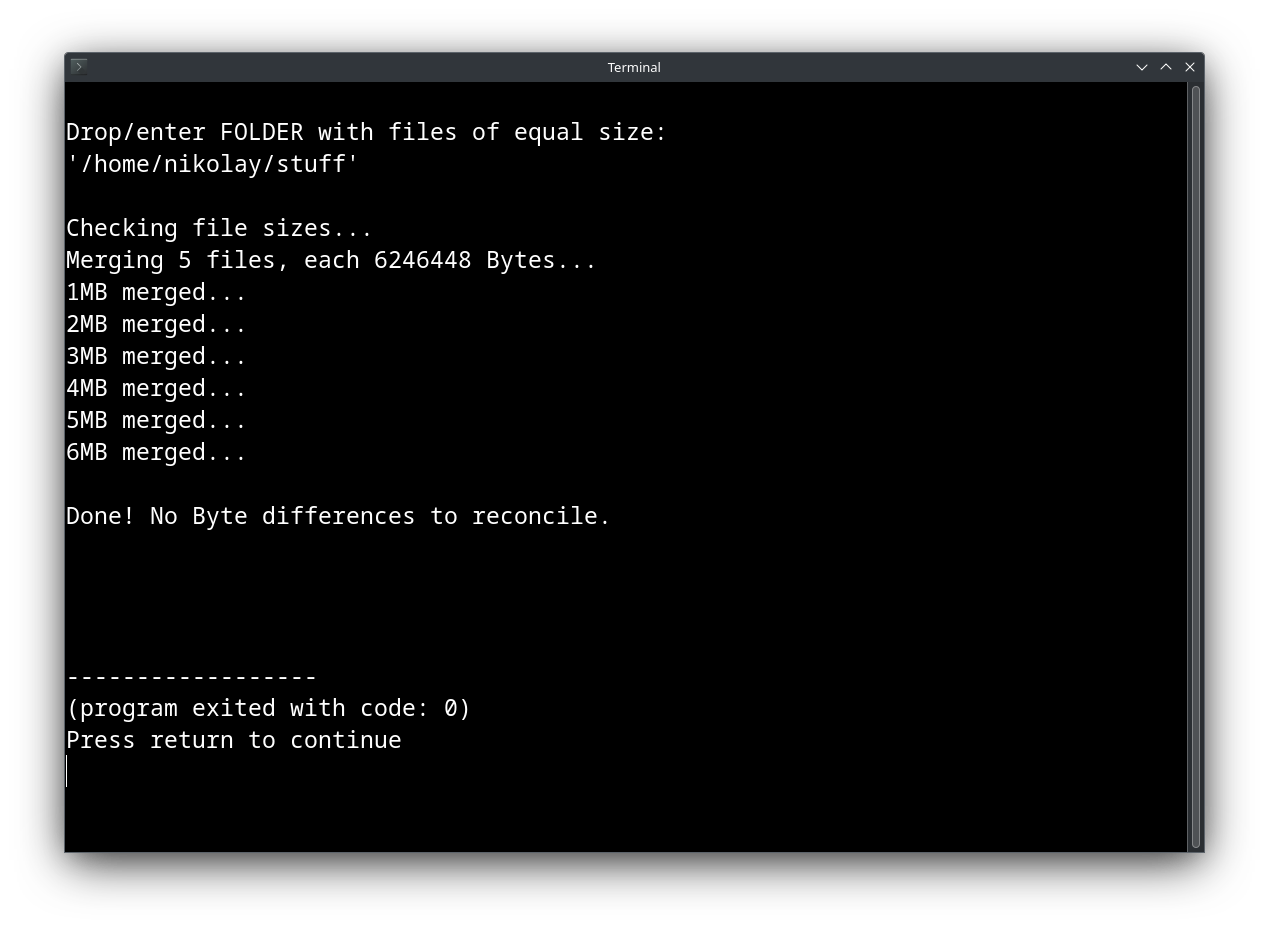 Terminal
Drop/enter FOLDER with files of equal size:
'/home/nikolay/stuff'
Checking file sizes...
Merging 5 files, each 6246448 Bytes...
1MB merged...
2MB merged...
3MB merged...
4MB merged...
5MB merged...
6MB merged...
Done! No Byte differences to reconcile.
------------------
(program exited with code: 0)
Press return to continue